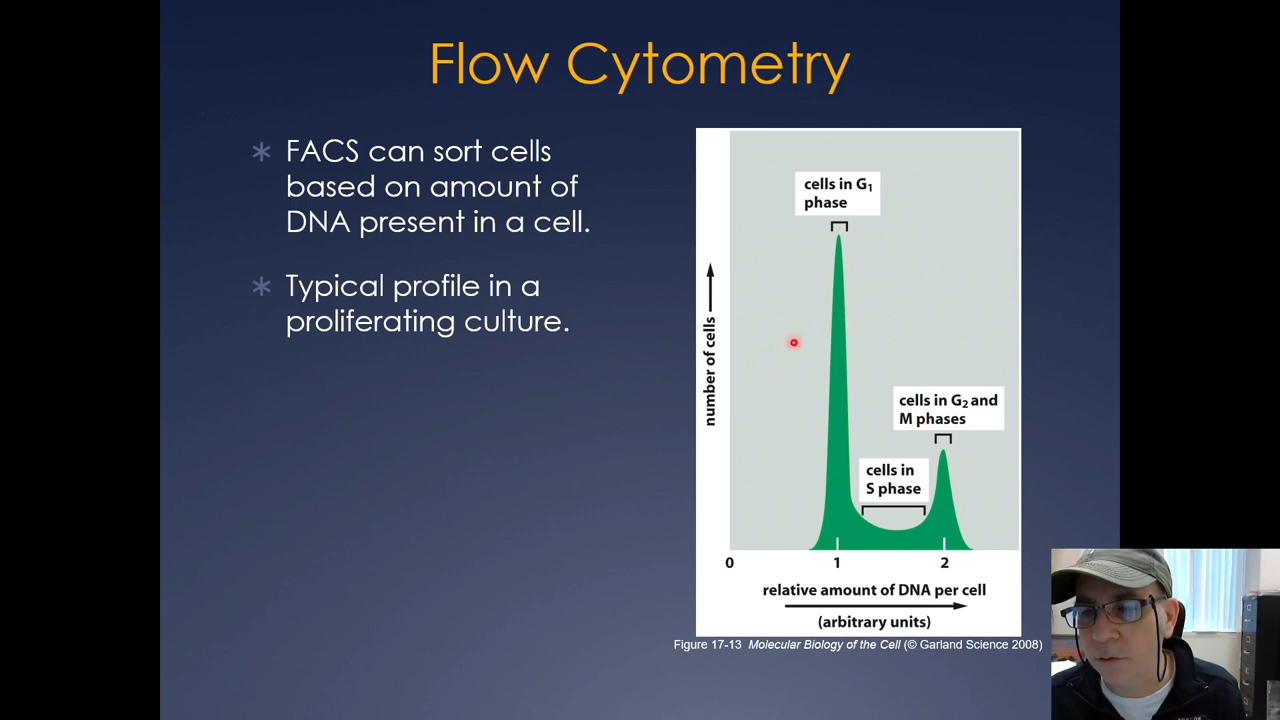 Flow Cytometry
FACS can sort cells
based on amount of
DNA present in a cell.
Typical profile in a
proliferating culture.
cells in G₁
phase
number of cells
cells in G₂ and
M phases
cells in
S phase
0 1 2
relative amount of DNA per cell
(arbitrary units)
Figure 17-13 Molecular Biology of the Cell (© Garland Science 2008)